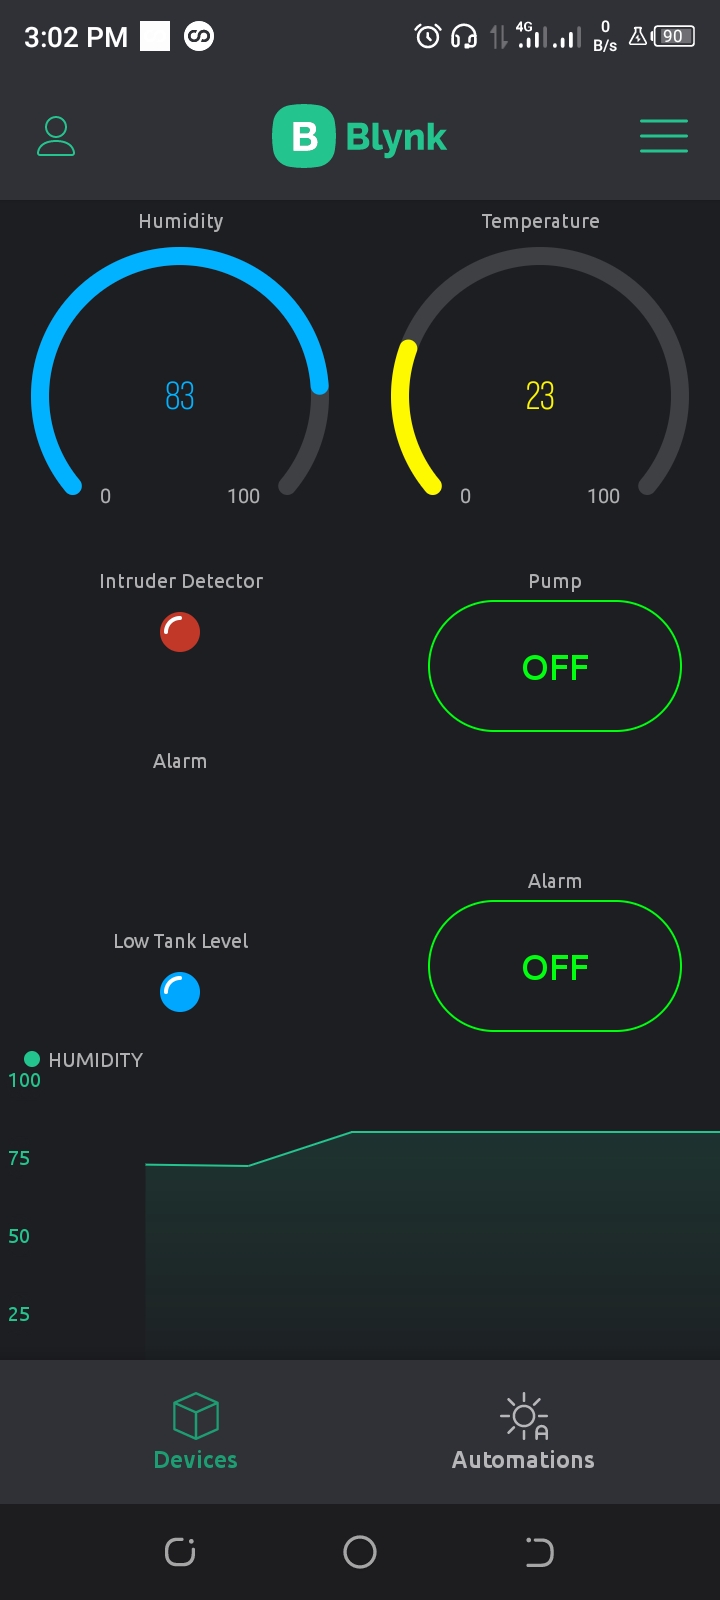 3:02 PM 4G 0 B/s 90
B Blynk
Humidity Temperature
83 23
0 100 0 100
Intruder Detector Pump
OFF
Alarm
Alarm
Low Tank Level
OFF
HUMIDITY
100
75
50
25
Devices Automations